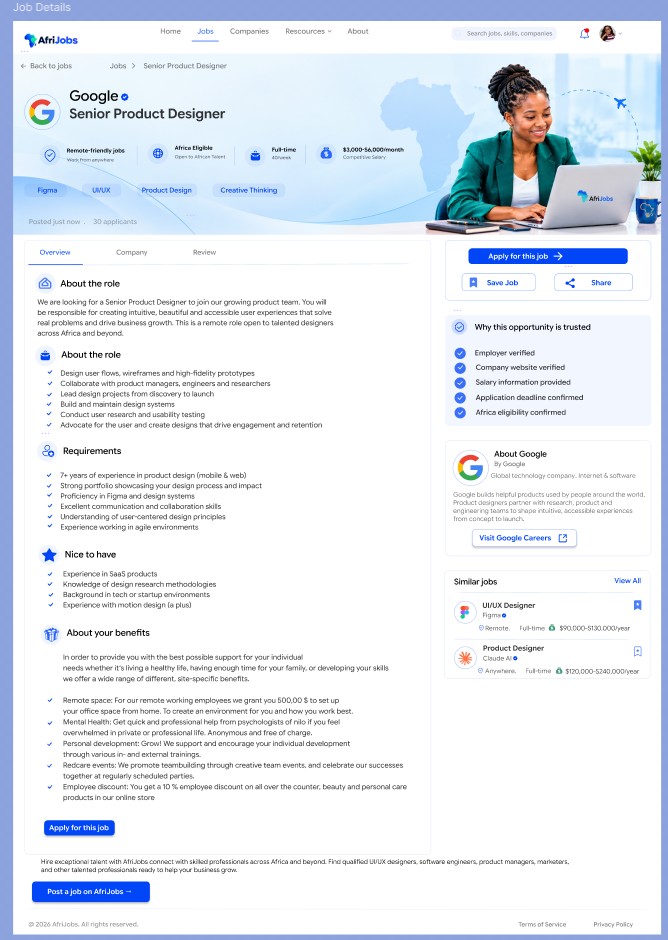 Job Details
AfriJobs
Home
Jobs
Companies
Resources
About
Search jobs, skills, companies
← Back to jobs
Jobs > Senior Product Designer
Google
Senior Product Designer
Remote-friendly jobs
Work from anywhere
Africa Eligible
Open to African Talent
Full-time
40/week
$3,000-$6,000/month
Competitive Salary
Figma
UI/UX
Product Design
Creative Thinking
Posted just now .
30 applicants
AfriJobs
Overview
Company
Review
About the role
We are looking for a Senior Product Designer to join our growing product team. You will
be responsible for creating intuitive, beautiful and accessible user experiences that solve
real problems and drive business growth. This is a remote role open to talented designers
across Africa and beyond.
About the role
Design user flows, wireframes and high-fidelity prototypes
Collaborate with product managers, engineers and researchers
Lead design projects from discovery to launch
Build and maintain design systems
Conduct user research and usability testing
Advocate for the user and create designs that drive engagement and retention
Requirements
7+ years of experience in product design (mobile & web)
Strong portfolio showcasing your design process and impact
Proficiency in Figma and design systems
Excellent communication and collaboration skills
Understanding of user-centered design principles
Experience working in agile environments
Nice to have
Experience in SaaS products
Knowledge of design research methodologies
Background in tech or startup environments
Experience with motion design (a plus)
About your benefits
In order to provide you with the best possible support for your individual
needs whether it's living a healthy life, having enough time for your family, or developing your skills
we offer a wide range of different, site-specific benefits.
Remote space: For our remote working employees we grant you 500,00 $ to set up
your office space from home. To create an environment for you and how you work best.
Mental Health: Get quick and professional help from psychologists of nilo if you feel
overwhelmed in private or professional life. Anonymous and free of charge.
Personal development: Grow! We support and encourage your individual development
through various in- and external trainings.
Redcare events: We promote teambuilding through creative team events, and celebrate our successes
together at regularly scheduled parties.
Employee discount: You get a 10 % employee discount on all over the counter, beauty and personal care
products in our online store
Apply for this job
Apply for this job →
Save Job
Share
Why this opportunity is trusted
Employer verified
Company website verified
Salary information provided
Application deadline confirmed
Africa eligibility confirmed
About Google
By Google
Global technology company, Internet & software
Google builds helpful products used by people around the world.
Product designers partner with research, product and
engineering teams to shape intuitive, accessible experiences
from concept to launch.
Visit Google Careers
Similar jobs
View All
UI/UX Designer
Figma
Remote. Full-time $90,000-$130,000/year
Product Designer
Claude AI
Anywhere. Full-time $120,000-$240,000/year
Hire exceptional talent with AfriJobs connect with skilled professionals across Africa and beyond. Find qualified UI/UX designers, software engineers, product managers, marketers,
and other talented professionals ready to help your business grow.
Post a job on AfriJobs →
© 2026 AfriJobs. All rights reserved.
Terms of Service
Privacy Policy